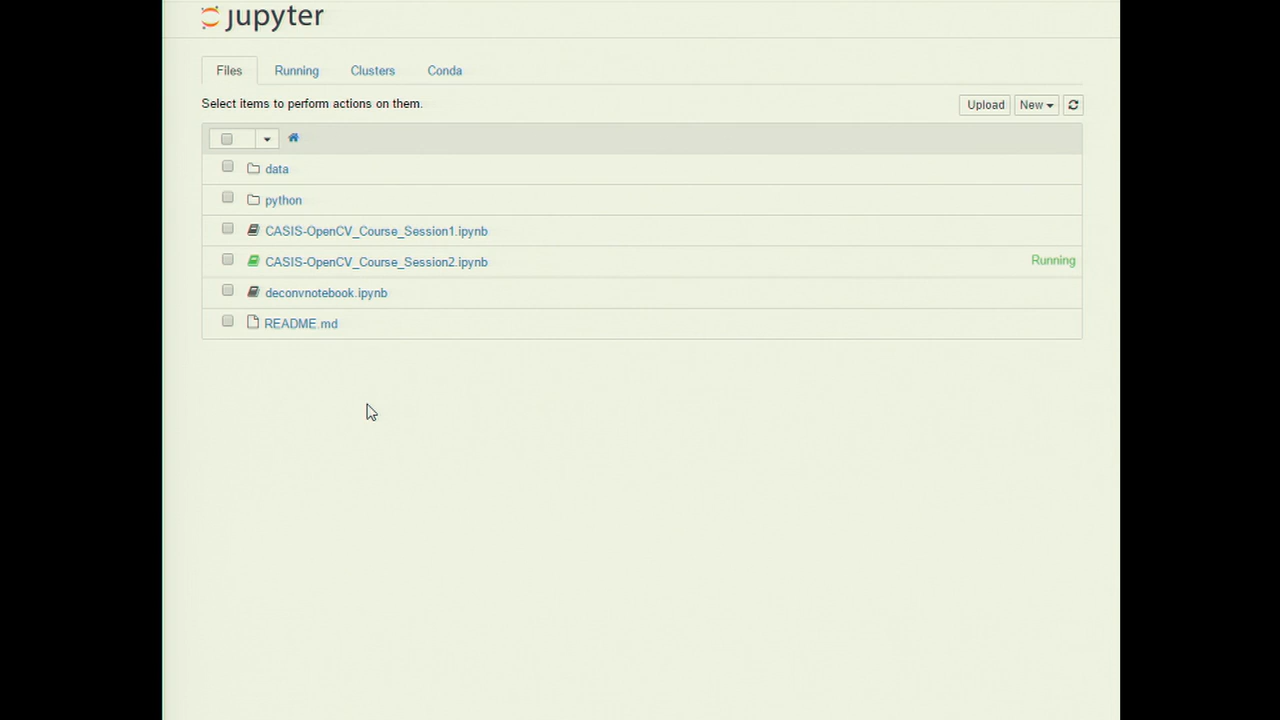 jupyter
Files Running Clusters Conda
Select items to perform actions on them.
Upload New
data
python
CASIS-OpenCV_Course_Session1.ipynb
CASIS-OpenCV_Course_Session2.ipynb Running
deconvnotebook.ipynb
README.md